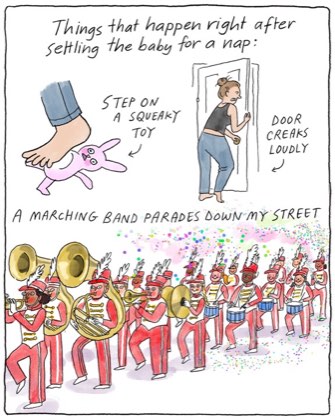 Things that happen right after
settling the baby for a nap:
STEP ON
A SQUEAKY
TOY
DOOR
CREAKS
LOUDLY
A MARCHING BAND PARADES DOWN MY STREET